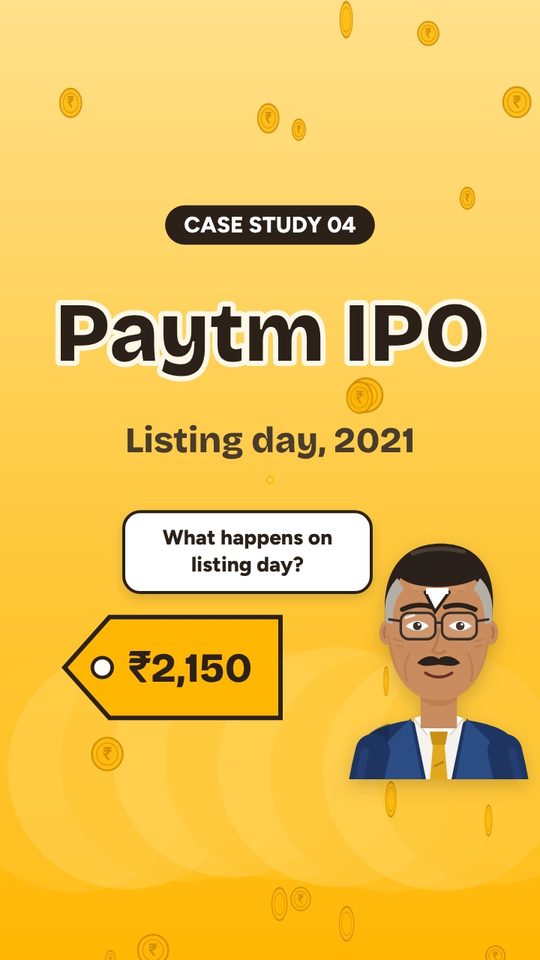 CASE STUDY 04
Paytm IPO
Listing day, 2021
What happens on
listing day?
₹2,150